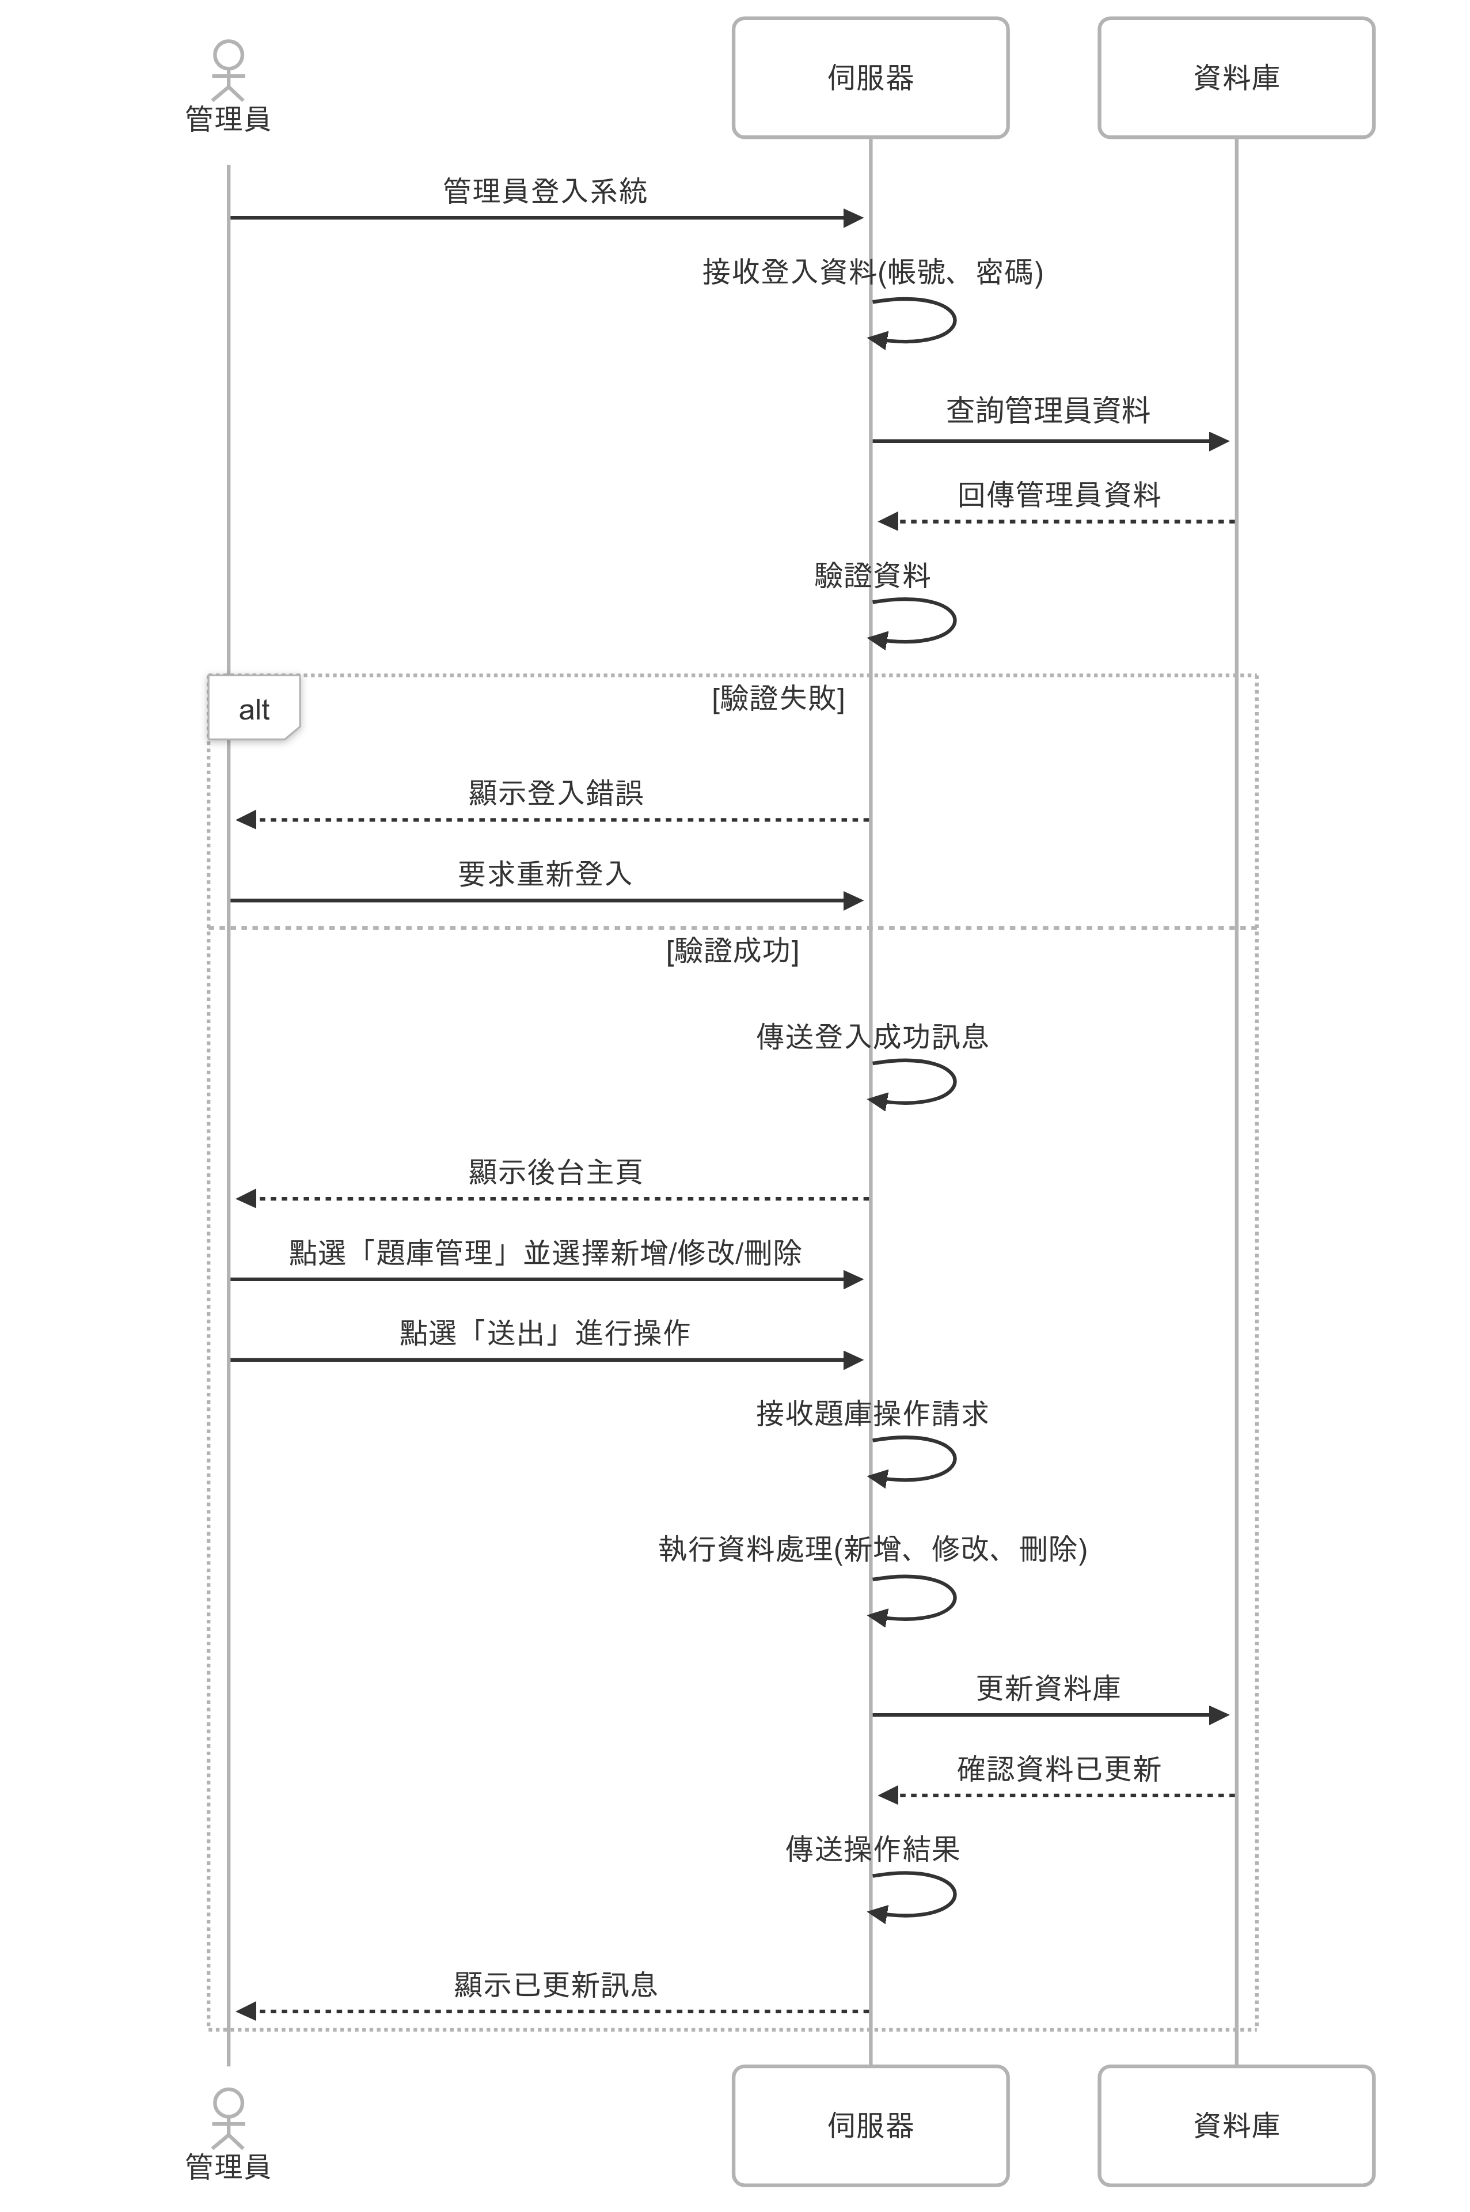 管理員
伺服器
資料庫
管理員登入系統
接收登入資料(帳號、密碼)
查詢管理員資料
回傳管理員資料
驗證資料
alt
[驗證失敗]
顯示登入錯誤
要求重新登入
[驗證成功]
傳送登入成功訊息
顯示後台主頁
點選「題庫管理」並選擇新增/修改/刪除
點選「送出」進行操作
接收題庫操作請求
執行資料處理(新增、修改、刪除)
更新資料庫
確認資料已更新
傳送操作結果
顯示已更新訊息
管理員
伺服器
資料庫